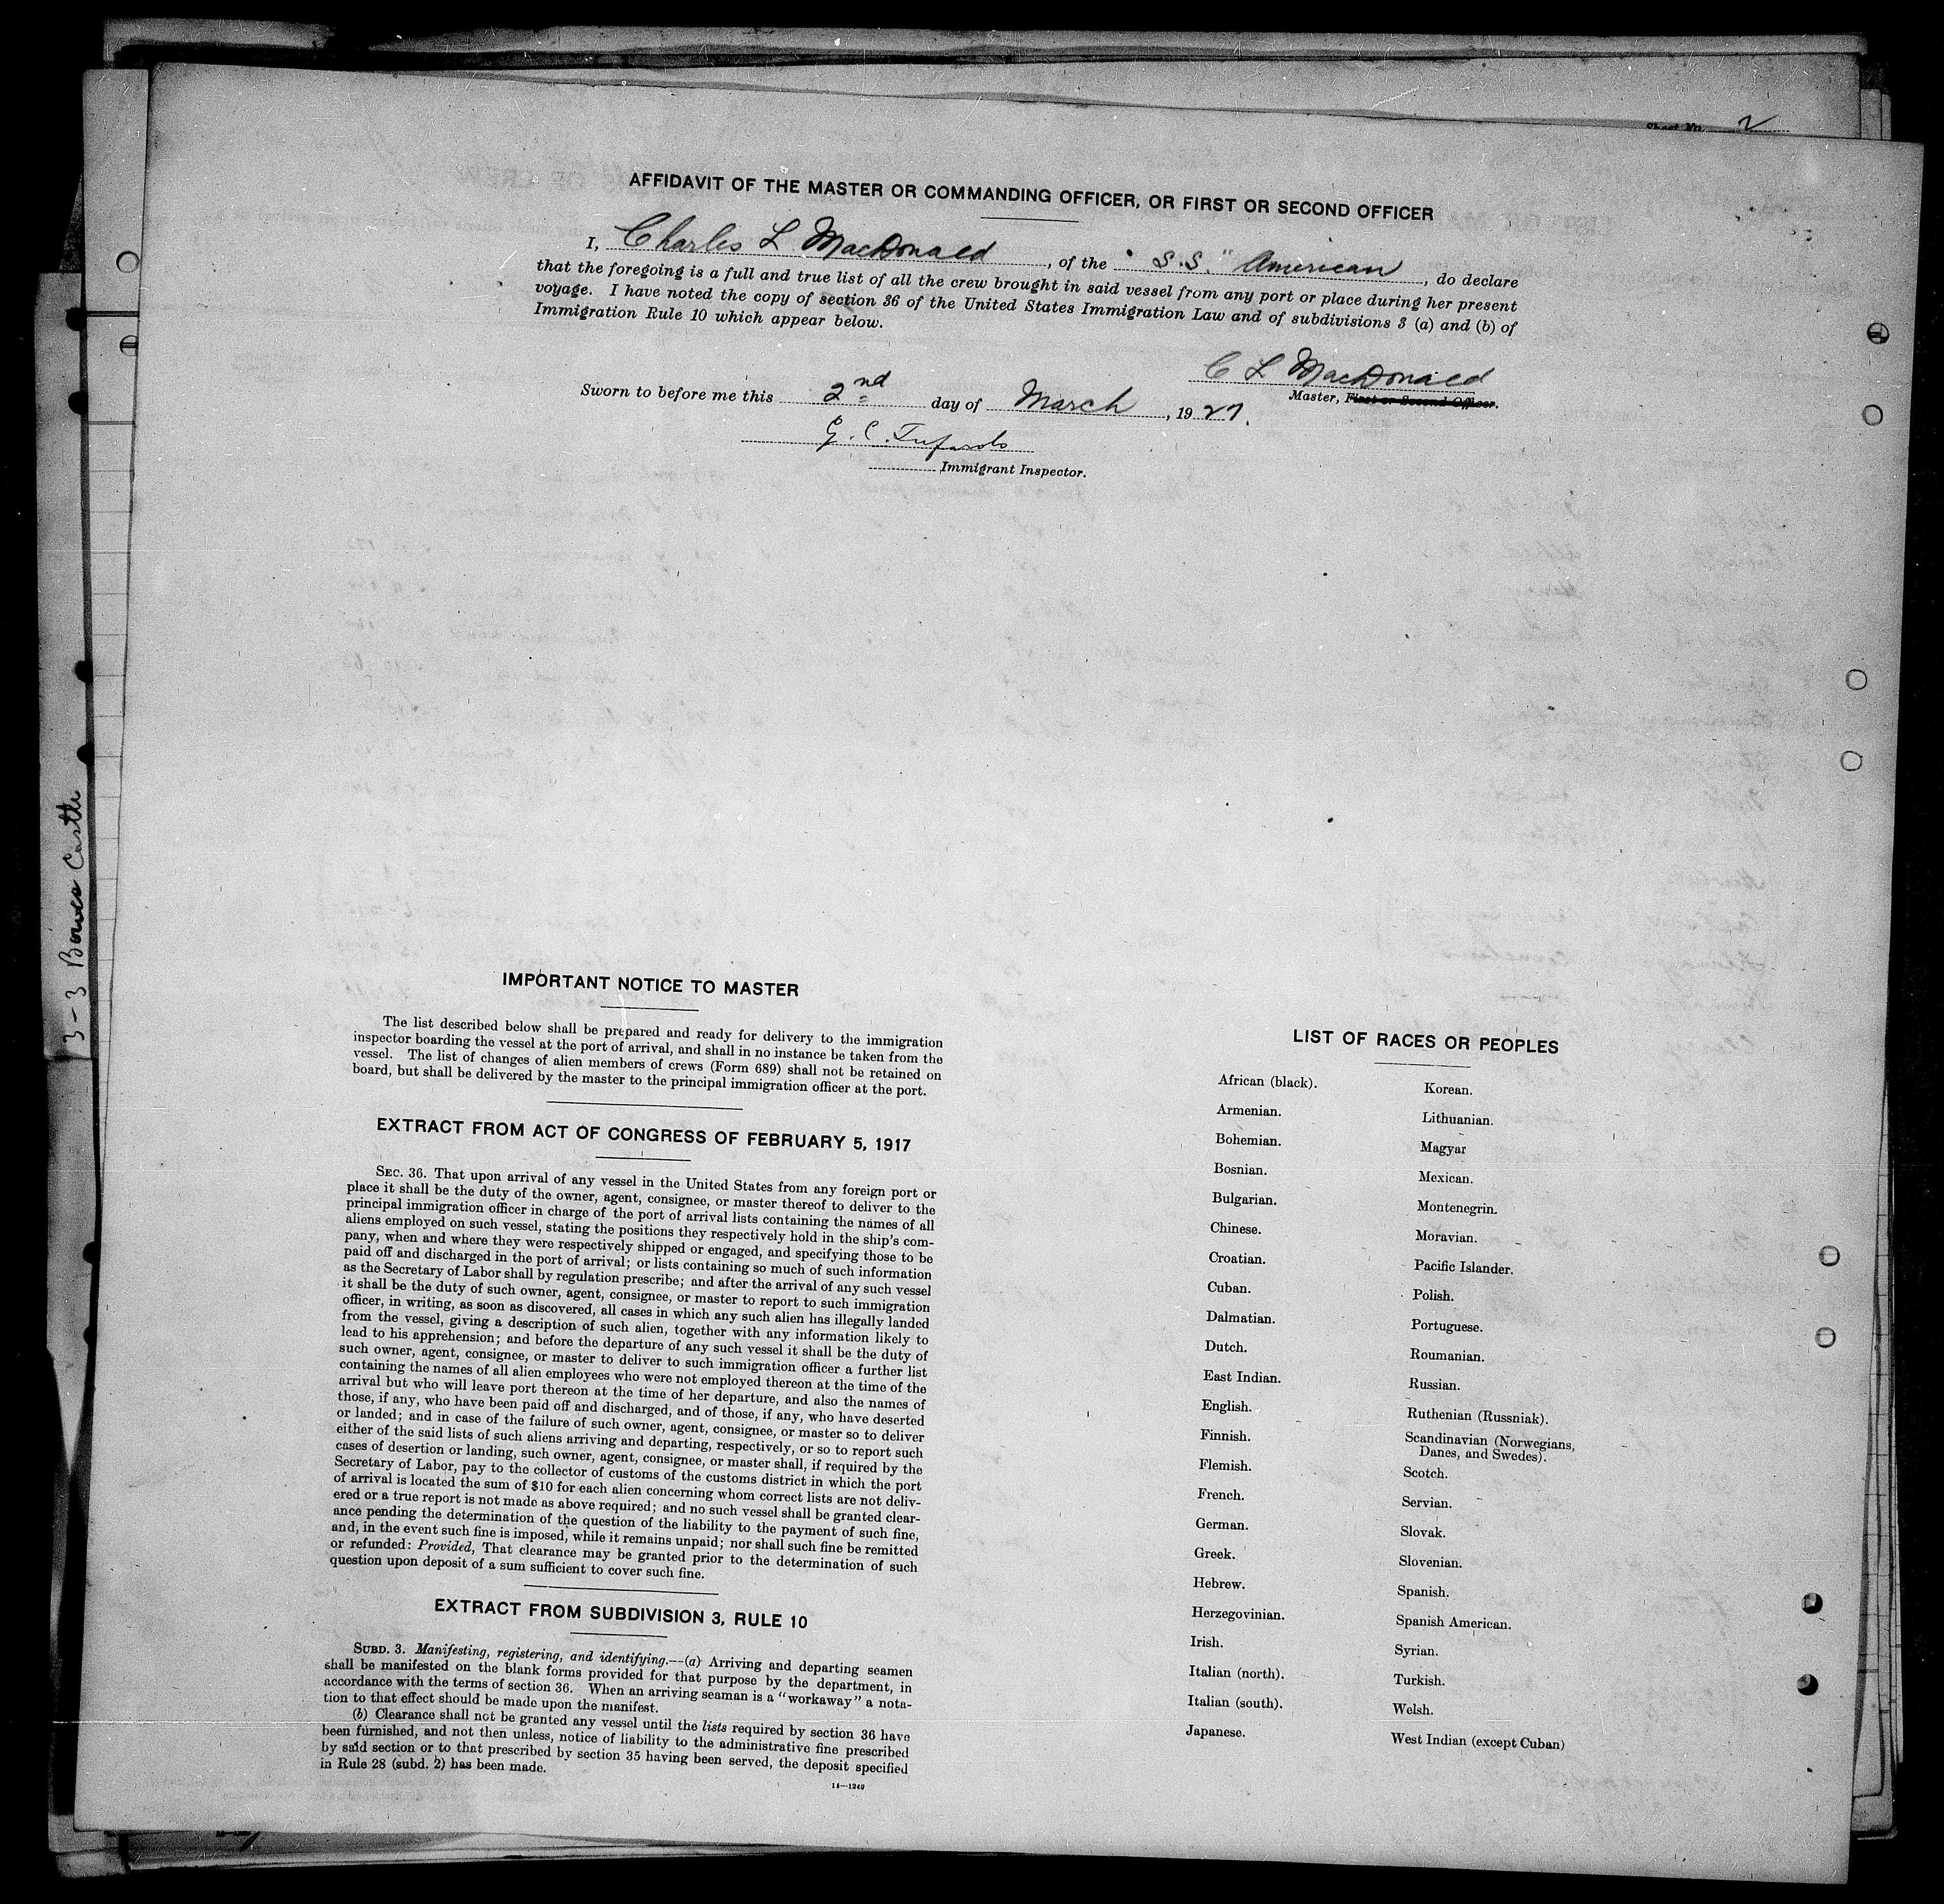 Sheet No. 2
AFFIDAVIT OF THE MASTER OR COMMANDING OFFICER, OR FIRST OR SECOND OFFICER
I, Charles L MacDonald, of the "S.S." American, do declare
that the foregoing is a full and true list of all the crew brought in said vessel from any port or place during her present
voyage. I have noted the copy of section 36 of the United States Immigration Law and of subdivisions 3 (a) and (b) of
Immigration Rule 10 which appear below.
C L MacDonald
Master, First or Second Officer.
Sworn to before me this 2nd day of March, 1927.
G. C.
Immigrant Inspector.
3-3 Bowes Castle
IMPORTANT NOTICE TO MASTER
The list described below shall be prepared and ready for delivery to the immigration
inspector boarding the vessel at the port of arrival, and shall in no instance be taken from the
vessel. The list of changes of alien members of crews (Form 689) shall not be retained on
board, but shall be delivered by the master to the principal immigration officer at the port.
EXTRACT FROM ACT OF CONGRESS OF FEBRUARY 5, 1917
SEC. 36. That upon arrival of any vessel in the United States from any foreign port or
place it shall be the duty of the owner, agent, consignee, or master thereof to deliver to the
principal immigration officer in charge of the port of arrival lists containing the names of all
aliens employed on such vessel, stating the positions they respectively hold in the ship's com-
pany, when and where they were respectively shipped or engaged, and specifying those to be
paid off and discharged in the port of arrival; or lists containing so much of such information
as the Secretary of Labor shall by regulation prescribe; and after the arrival of any such vessel
it shall be the duty of such owner, agent, consignee, or master to report to such immigration
officer, in writing, as soon as discovered, all cases in which any such alien has illegally landed
from the vessel, giving a description of such alien, together with any information likely to
lead to his apprehension; and before the departure of any such vessel it shall be the duty of
such owner, agent, consignee, or master to deliver to such immigration officer a further list
containing the names of all alien employees who were not employed thereon at the time of the
arrival but who will leave port thereon at the time of her departure, and also the names of
those, if any, who have been paid off and discharged, and of those, if any, who have deserted
or landed; and in case of the failure of such owner, agent, consignee, or master so to deliver
either of the said lists of such aliens arriving and departing, respectively, or so to report such
cases of desertion or landing, such owner, agent, consignee, or master shall, if required by the
Secretary of Labor, pay to the collector of customs of the customs district in which the port
of arrival is located the sum of $10 for each alien concerning whom correct lists are not deliv-
ered or a true report is not made as above required; and no such vessel shall be granted clear-
ance pending the determination of the question of the liability to the payment of such fine,
and, in the event such fine is imposed, while it remains unpaid; nor shall such fine be remitted
or refunded: Provided, That clearance may be granted prior to the determination of such
question upon deposit of a sum sufficient to cover such fine.
EXTRACT FROM SUBDIVISION 3, RULE 10
SUBD. 3. Manifesting, registering, and identifying.--(a) Arriving and departing seamen
shall be manifested on the blank forms provided for that purpose by the department, in
accordance with the terms of section 36. When an arriving seaman is a "workaway" a nota-
tion to that effect should be made upon the manifest.
(b) Clearance shall not be granted any vessel until the lists required by section 36 have
been furnished, and not then unless, notice of liability to the administrative fine prescribed
by said section or to that prescribed by section 35 having been served, the deposit specified
in Rule 28 (subd. 2) has been made.
14—1249
LIST OF RACES OR PEOPLES
African (black).
Armenian.
Bohemian.
Bosnian.
Bulgarian.
Chinese.
Croatian.
Cuban.
Dalmatian.
Dutch.
East Indian.
English.
Finnish.
Flemish.
French.
German.
Greek.
Hebrew.
Herzegovinian.
Irish.
Italian (north).
Italian (south).
Japanese.
Korean.
Lithuanian.
Magyar
Mexican.
Montenegrin.
Moravian.
Pacific Islander.
Polish.
Portuguese.
Roumanian.
Russian.
Ruthenian (Russniak).
Scandinavian (Norwegians,
Danes, and Swedes).
Scotch.
Servian.
Slovak.
Slovenian.
Spanish.
Spanish American.
Syrian.
Turkish.
Welsh.
West Indian (except Cuban)